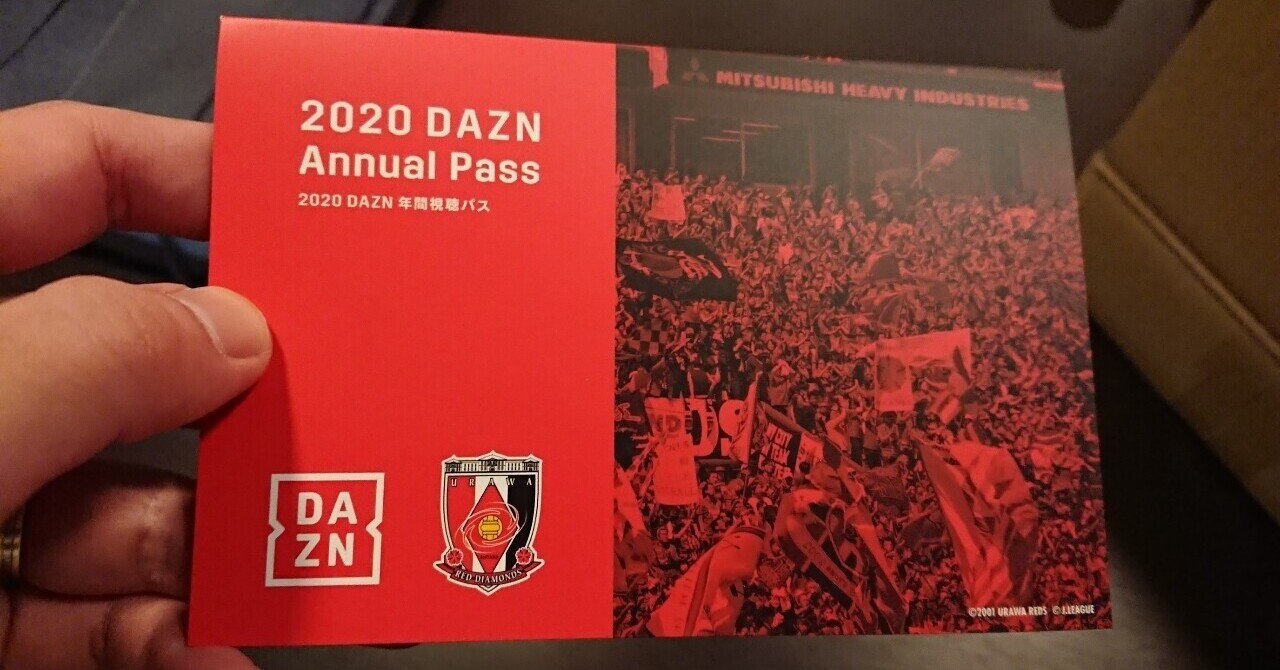 2020 DAZN
Annual Pass
2020 DAZN 年間視聴パス
DA
ZN
URAWA
RED DIAMONDS
MITSUBISHI HEAVY INDUSTRIES
©2001 URAWA REDS ©J.LEAGUE